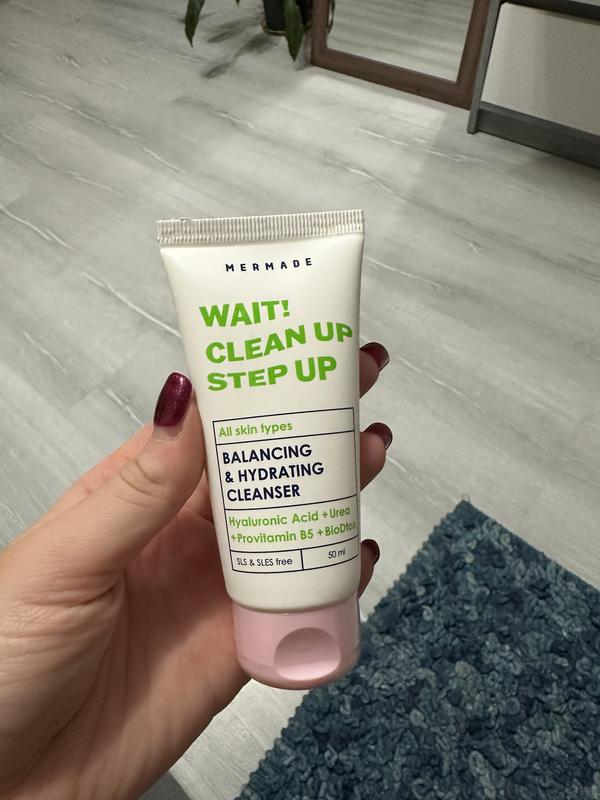 MERMADE
WAIT!
CLEAN UP
STEP UP
All skin types
BALANCING
& HYDRATING
CLEANSER
Hyaluronic Acid + Urea
+Provitamin B5 +BioDtox
SLS & SLES free
50 ml